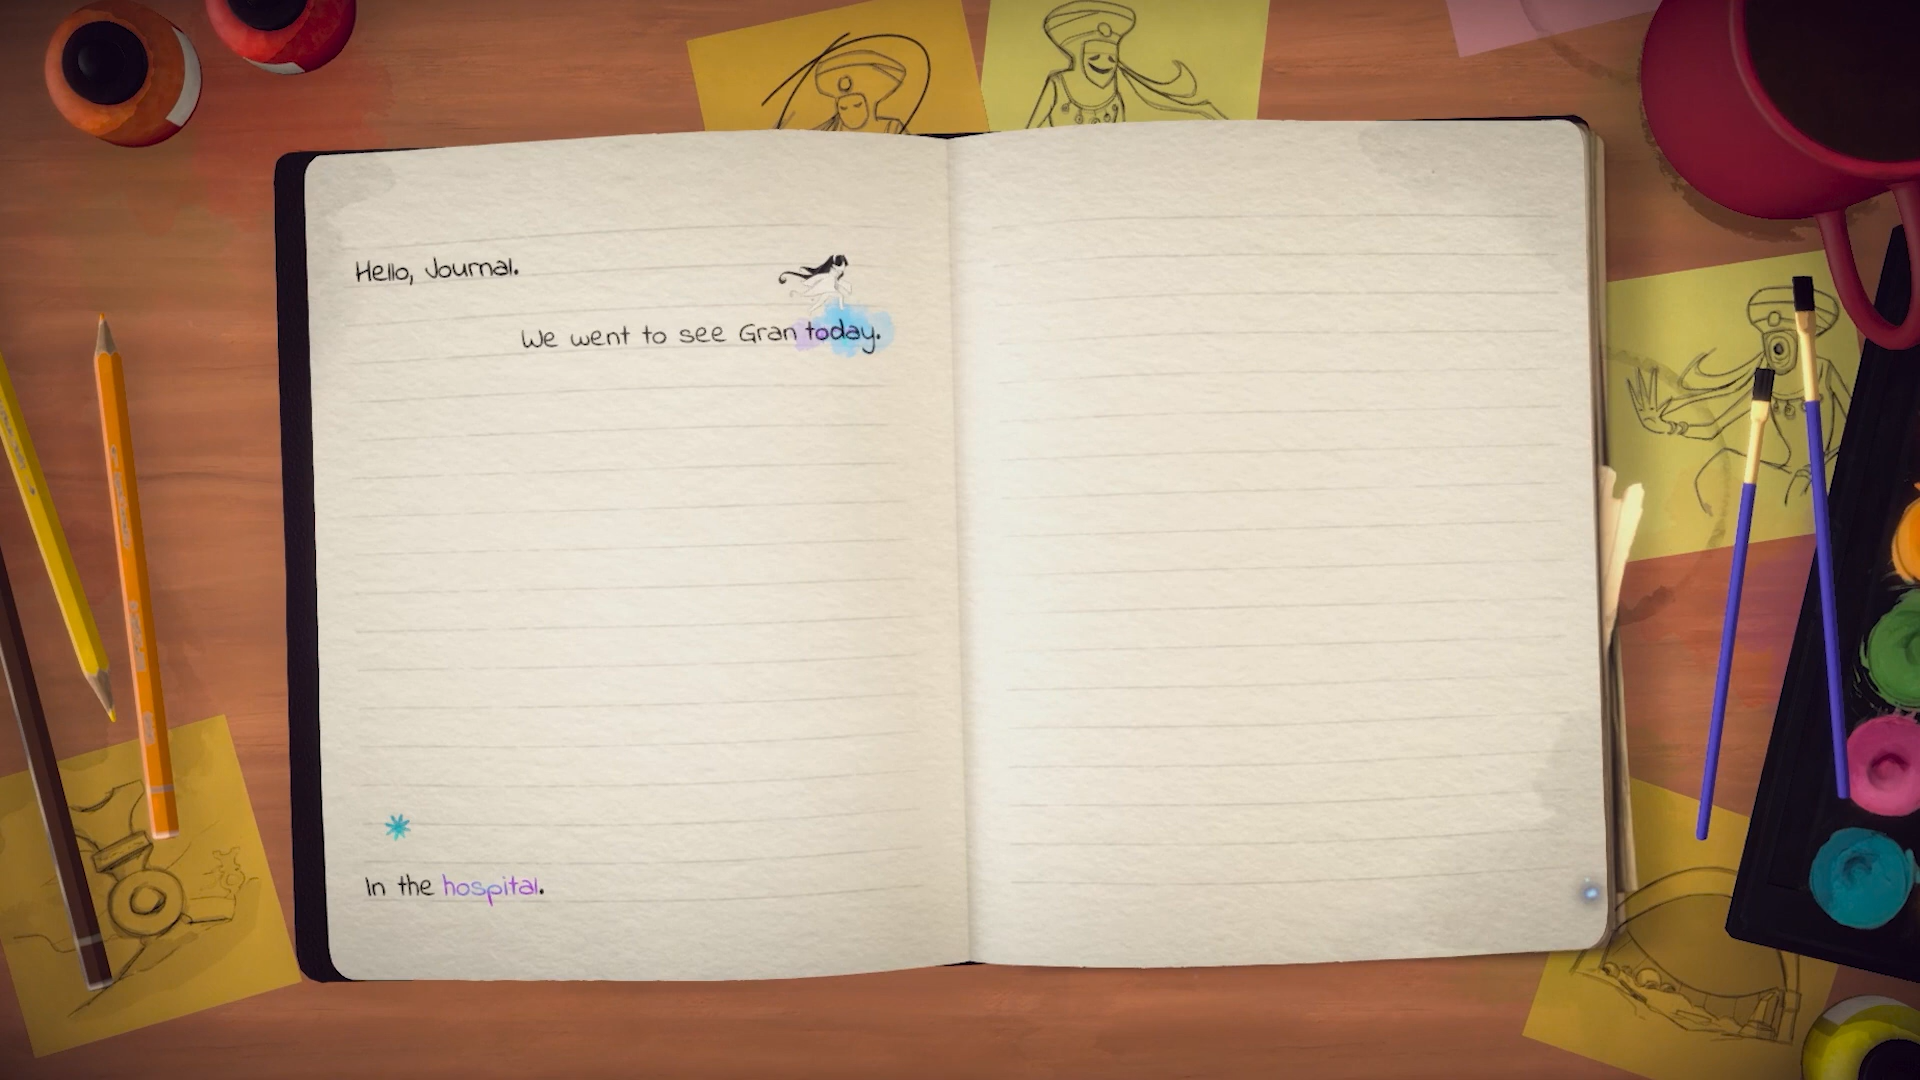 Hello, Journal.
We went to see Gran today.
In the hospital.